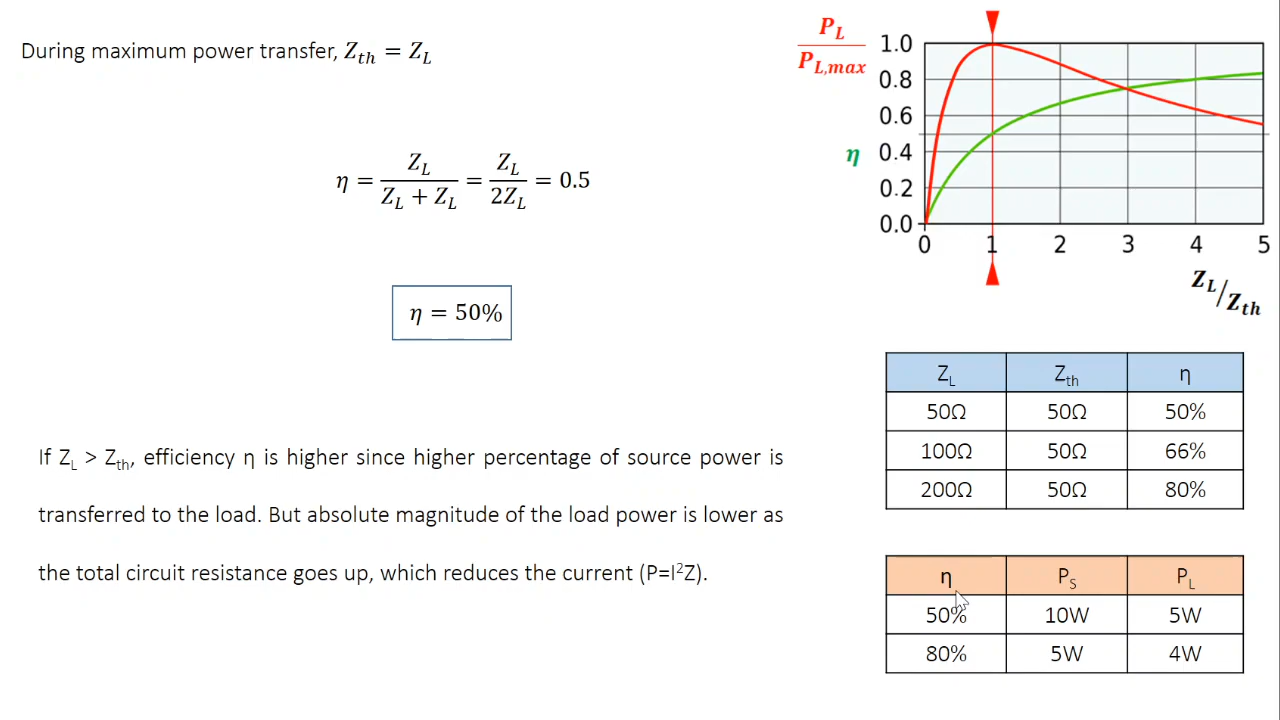 During maximum power transfer, Z_th = Z_L
η = Z_L / (Z_L + Z_L) = Z_L / 2Z_L = 0.5
η = 50%
If Z_L > Z_th, efficiency η is higher since higher percentage of source power is
transferred to the load. But absolute magnitude of the load power is lower as
the total circuit resistance goes up, which reduces the current (P=I²Z).
P_L / P_L,max
η
1.0
0.8
0.6
0.4
0.2
0.0
0 1 2 3 4 5
Z_L/Z_th
Z_L Z_th η
50Ω 50Ω 50%
100Ω 50Ω 66%
200Ω 50Ω 80%
η P_S P_L
50% 10W 5W
80% 5W 4W